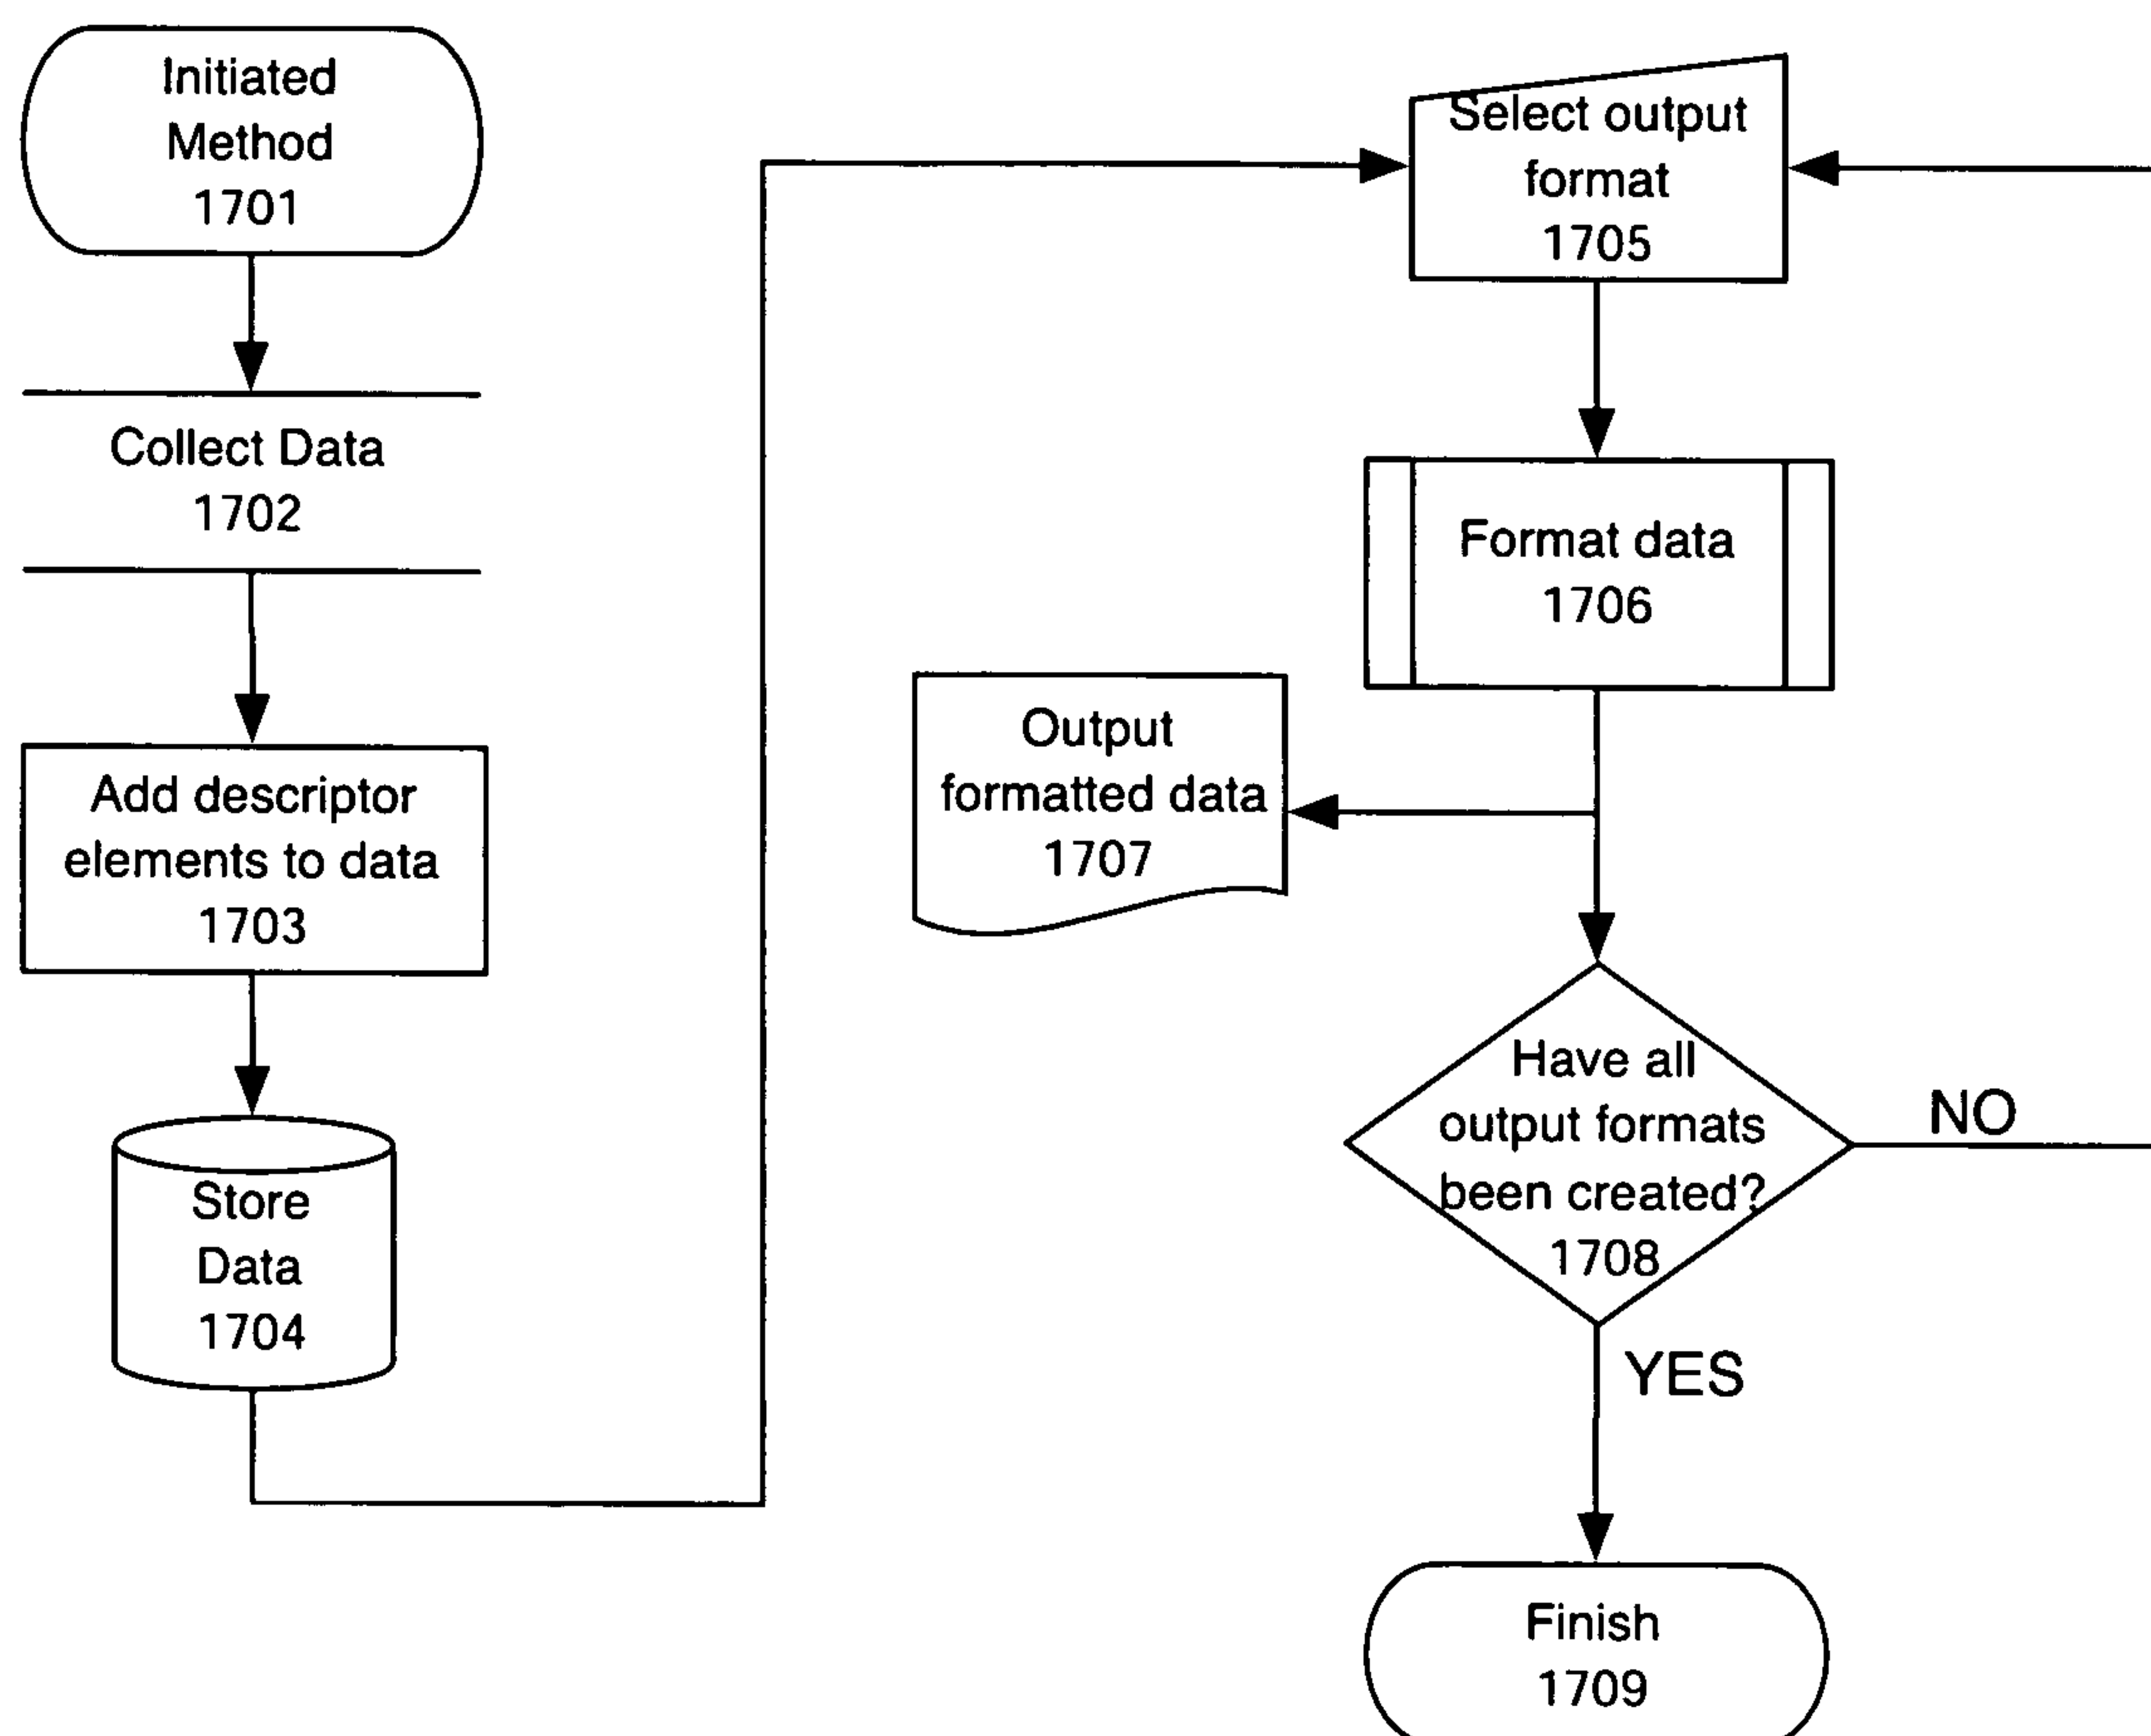 Initiated
Method
1701
Collect Data
1702
Add descriptor
elements to data
1703
Store
Data
1704
Select output
format
1705
Format data
1706
Output
formatted data
1707
Have all
output formats
been created?
1708
NO
YES
Finish
1709